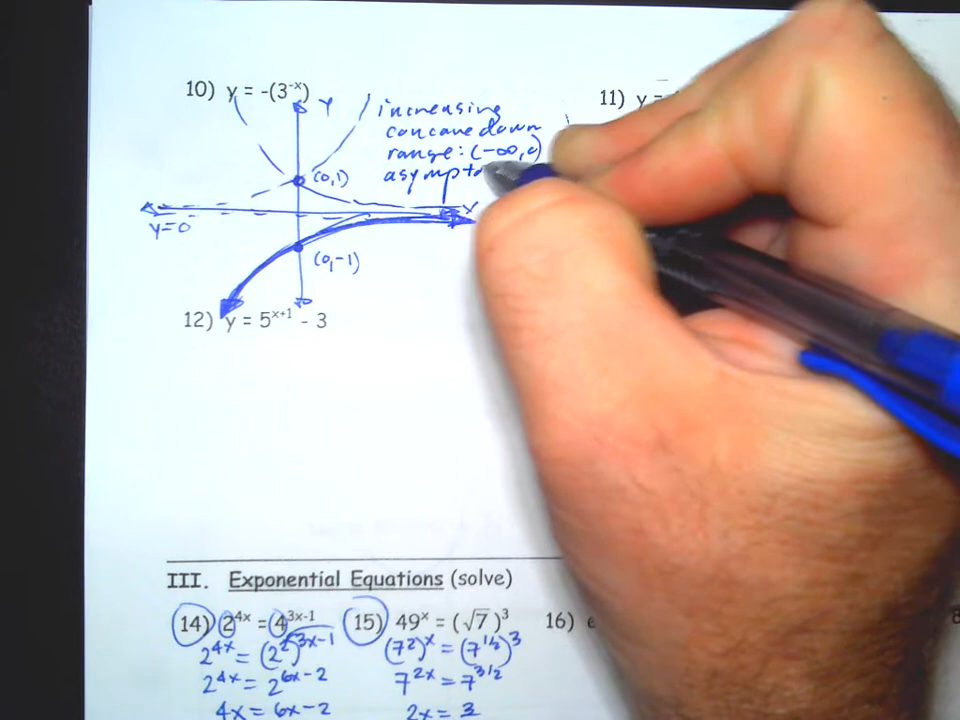 10) y = -(3^-x)
11) y =
Y
increasing
concave down
range: (-∞,0)
(0,1)
X
y=0
(0,-1)
12) y = 5^x+1 - 3
III. Exponential Equations (solve)
14) 2^4x = 4^3x-1
15) 49^x = (√7)^3
16)
2^4x = (2^2)^3x-1
(7^2)^x = (7^1/2)^3
2^4x = 2^6x-2
7^2x = 7^3/2
4x = 6x-2
2x = 3